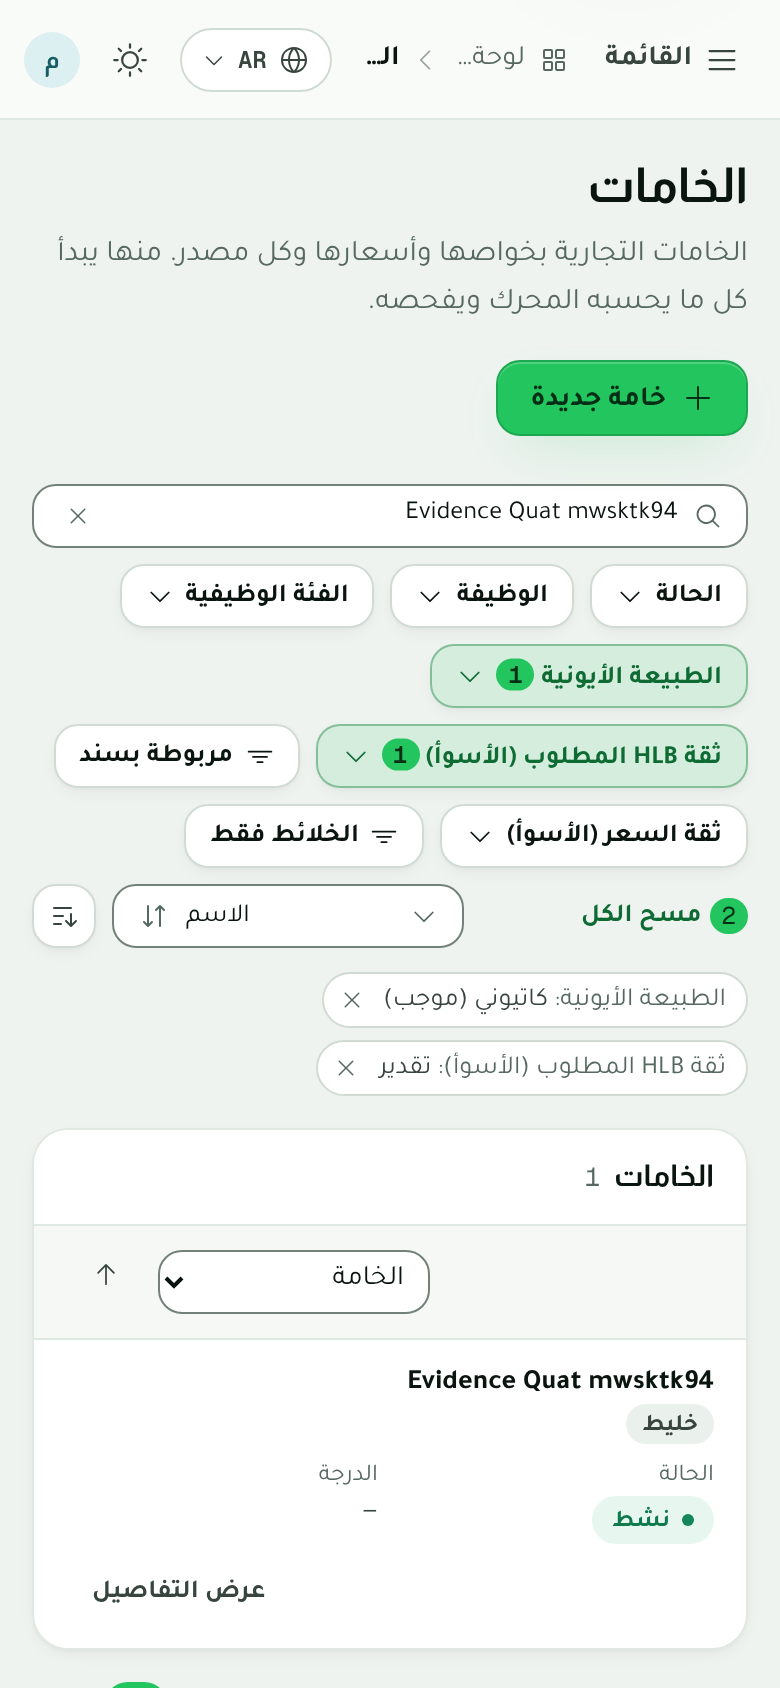 القائمة
لوحة...
الـ...
AR
م
الخامات
الخامات التجارية بخواصها وأسعارها وكل مصدر. منها يبدأ
كل ما يحسبه المحرك ويفحصه.
خامة جديدة
Evidence Quat mwsktk94
الحالة
الوظيفة
الفئة الوظيفية
الطبيعة الأيونية 1
ثقة HLB المطلوب (الأسوأ) 1
مربوطة بسند
ثقة السعر (الأسوأ)
الخلائط فقط
2 مسح الكل
الاسم
الطبيعة الأيونية: كاتيوني (موجب)
ثقة HLB المطلوب (الأسوأ): تقدير
الخامات 1
الخامة
Evidence Quat mwsktk94
خليط
الحالة
الدرجة
نشط
–
عرض التفاصيل